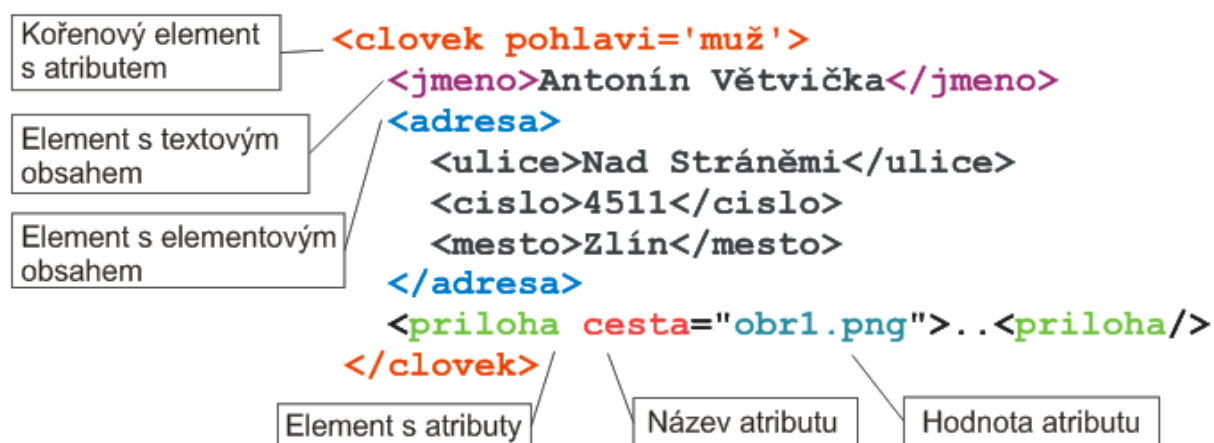 Kořenový element
s atributem
<clovek pohlavi='muž'>
<jmeno>Antonín Větvička</jmeno>
Element s textovým
obsahem
<adresa>
<ulice>Nad Stráněmi</ulice>
<cislo>4511</cislo>
Element s elementovým
obsahem
<mesto>Zlín</mesto>
</adresa>
<priloha cesta="obr1.png">..<priloha/>
</clovek>
Element s atributy
Název atributu
Hodnota atributu